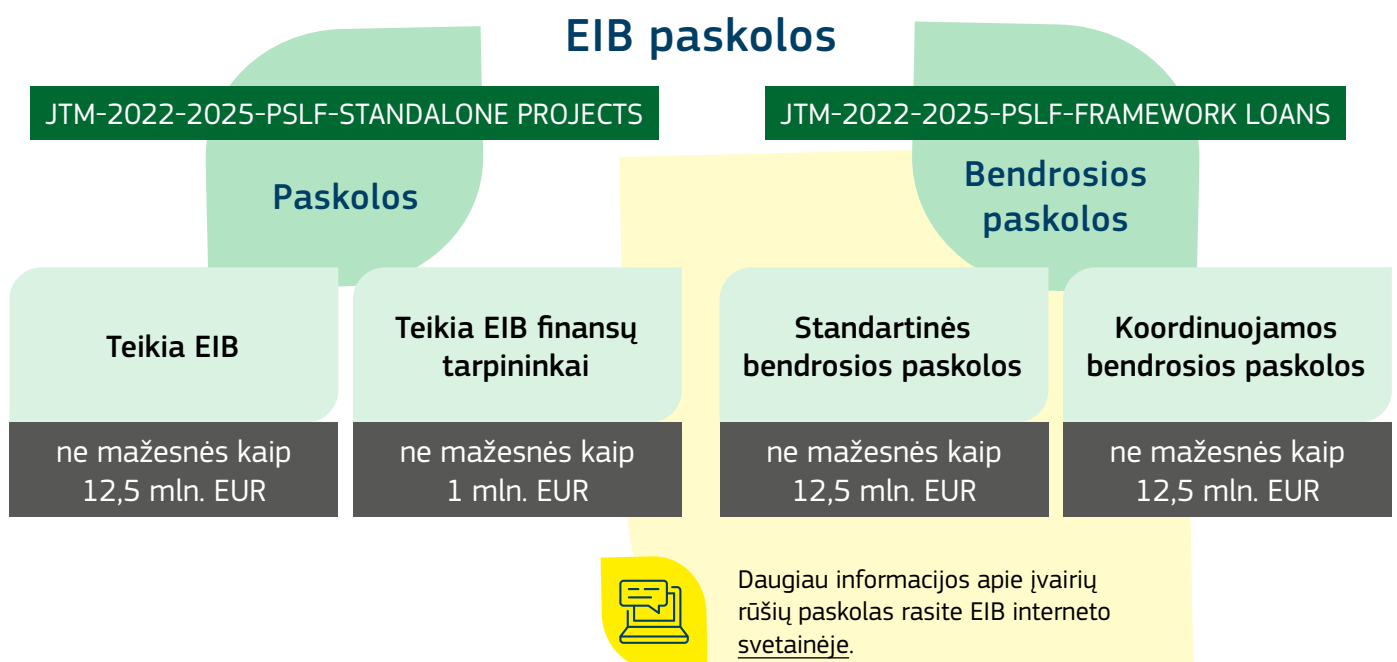 EIB paskolos
JTM-2022-2025-PSLF-STANDALONE PROJECTS
Paskolos
Teikia EIB
ne mažesnės kaip
12,5 mln. EUR
Teikia EIB finansų
tarpininkai
ne mažesnės kaip
1 mln. EUR
JTM-2022-2025-PSLF-FRAMEWORK LOANS
Bendrosios
paskolos
Standartinės
bendrosios paskolos
ne mažesnės kaip
12,5 mln. EUR
Koordinuojamos
bendrosios paskolos
ne mažesnės kaip
12,5 mln. EUR
Daugiau informacijos apie įvairių
rūšių paskolas rasite EIB interneto
svetainėje.